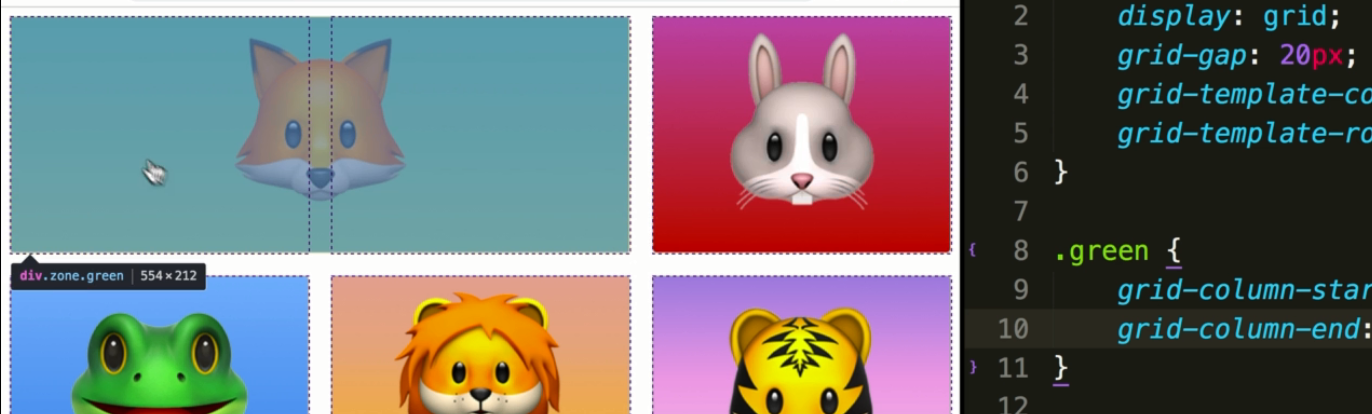 div.zone.green | 554×212
2 display: grid;
3 grid-gap: 20px;
4 grid-template-co
5 grid-template-ro
6 }
7
{ 8 .green {
9 grid-column-star
10 grid-column-end:
} 11 }
12